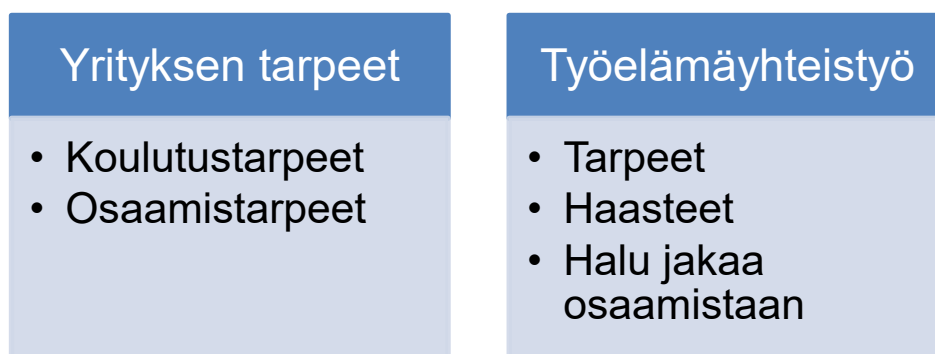 Yrityksen tarpeet
• Koulutustarpeet
• Osaamistarpeet
Työelämäyhteistyö
• Tarpeet
• Haasteet
• Halu jakaa
osaamistaan